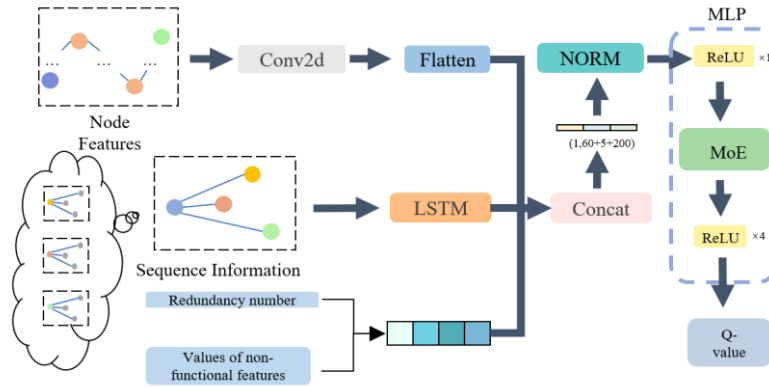 MLP
...
...
...
Conv2d
Flatten
NORM
ReLU
×1
Node
Features
(1,60+5+200)
MoE
LSTM
Concat
ReLU
×4
Sequence Information
Redundancy number
Values of non-
functional features
Q-
value